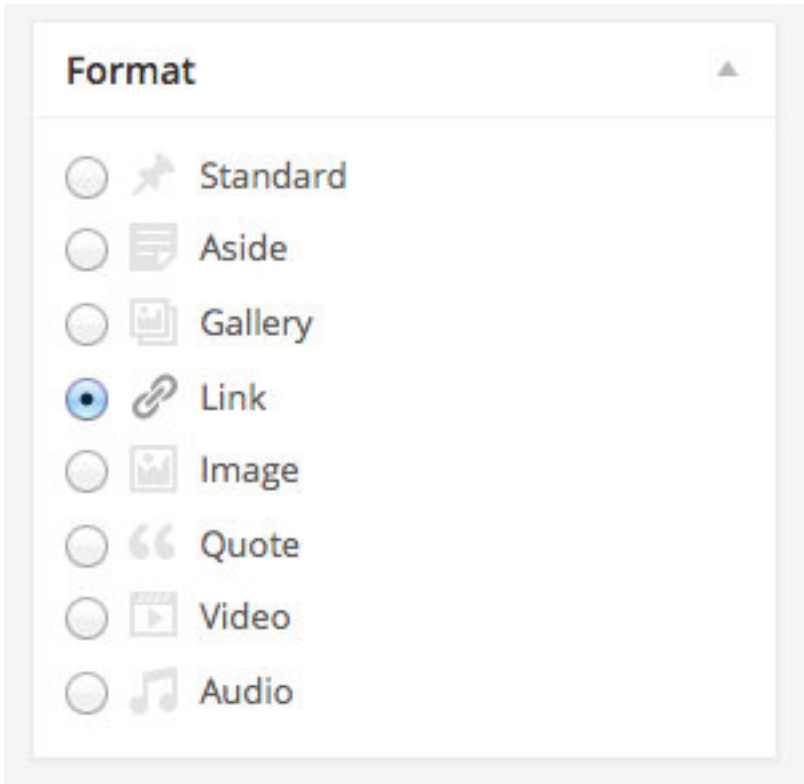 Format
Standard
Aside
Gallery
Link
Image
Quote
Video
Audio